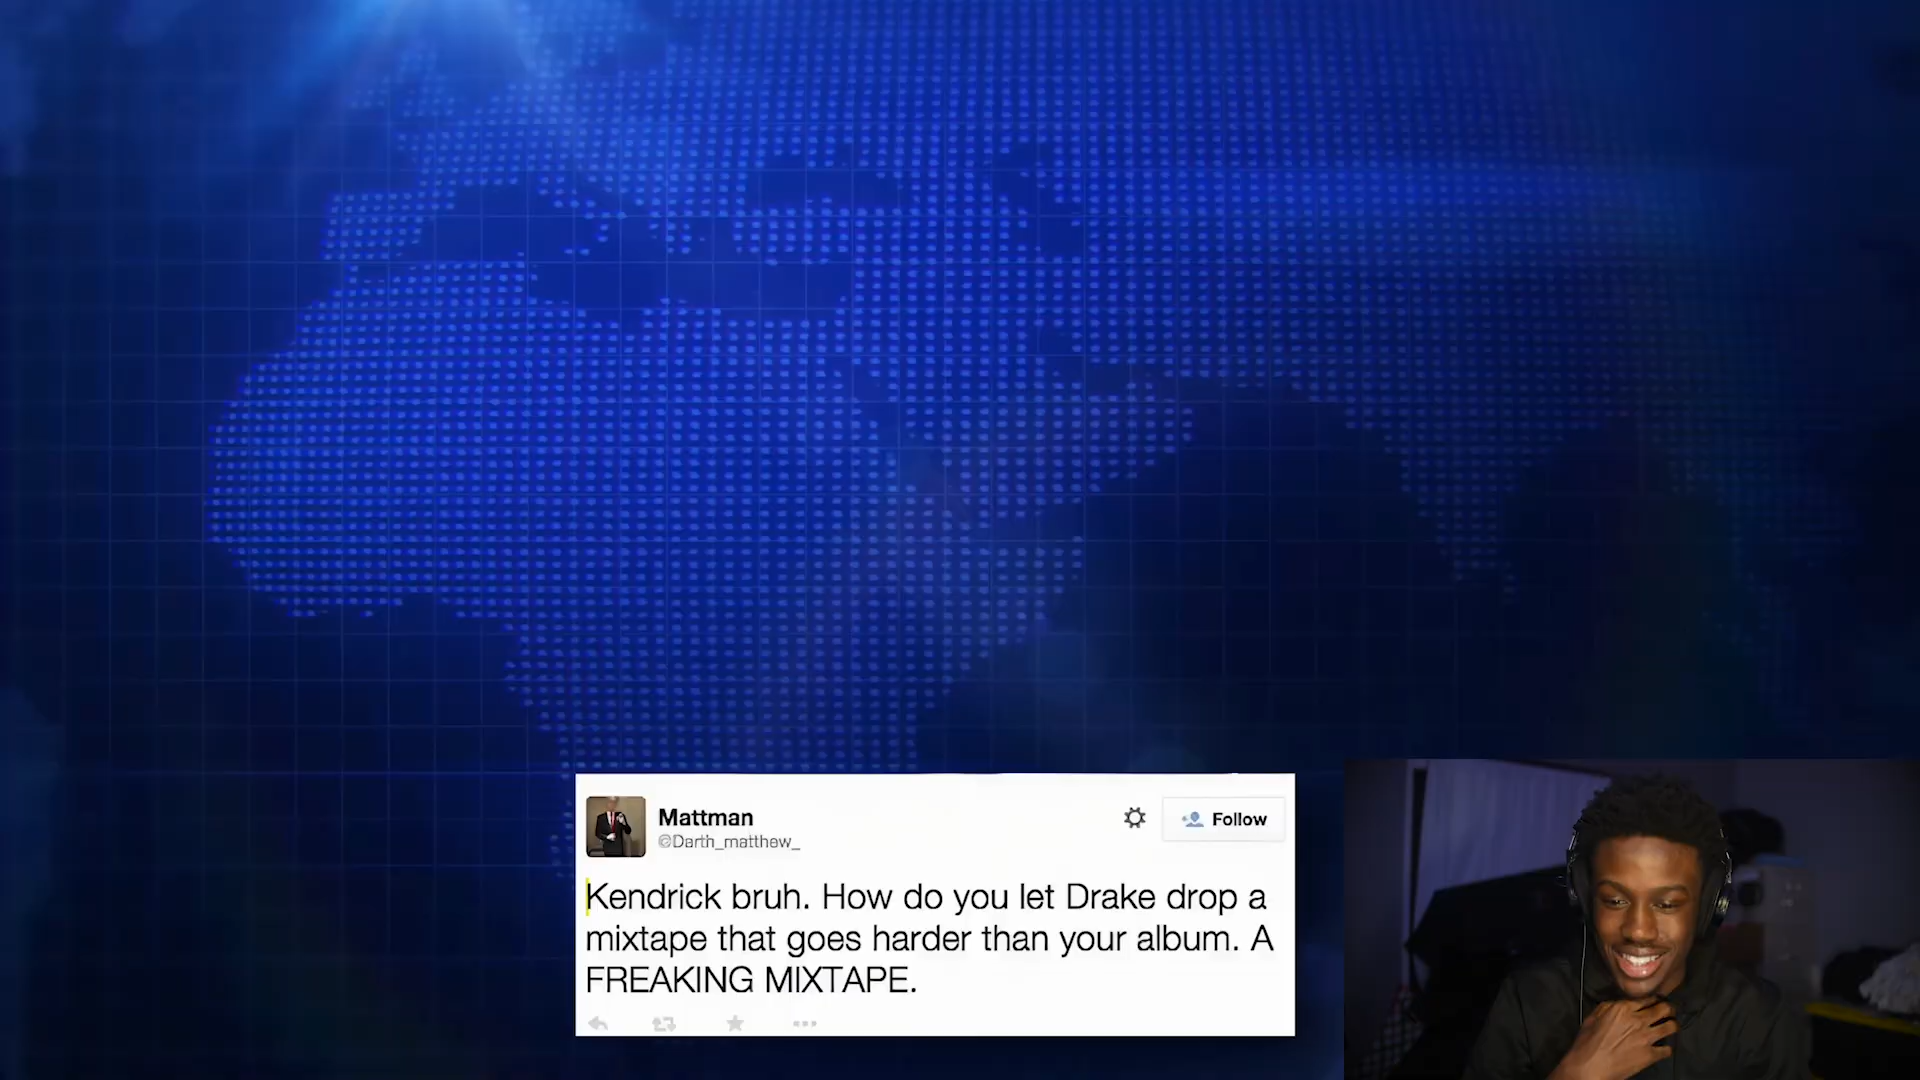 Mattman
@Darth_matthew_
Follow
Kendrick bruh. How do you let Drake drop a
mixtape that goes harder than your album. A
FREAKING MIXTAPE.